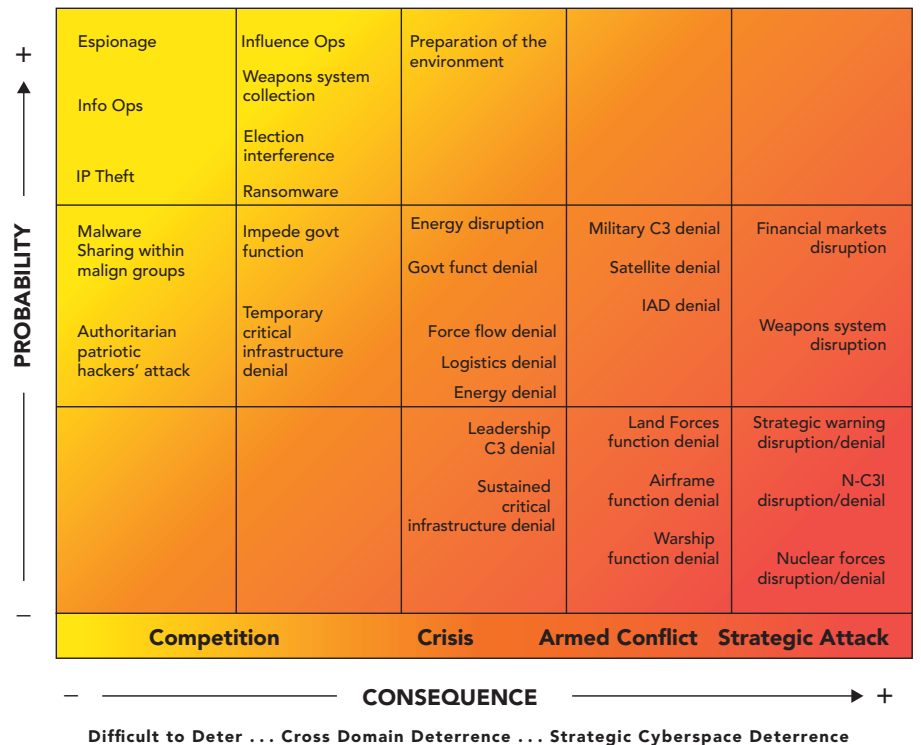 Espionage
Info Ops
IP Theft
Influence Ops
Weapons system
collection
Election
interference
Ransomware
Preparation of the
environment
Malware
Sharing within
malign groups
Authoritarian
patriotic
hackers’ attack
Impede govt
function
Temporary
critical
infrastructure
denial
Energy disruption
Govt funct denial
Force flow denial
Logistics denial
Energy denial
Military C3 denial
Satellite denial
IAD denial
Financial markets
disruption
Weapons system
disruption
Leadership
C3 denial
Sustained
critical
infrastructure denial
Land Forces
function denial
Airframe
function denial
Warship
function denial
Strategic warning
disruption/denial
N-C3I
disruption/denial
Nuclear forces
disruption/denial
+
PROBABILITY
–
Competition
Crisis
Armed Conflict
Strategic Attack
– CONSEQUENCE +
Difficult to Deter . . . Cross Domain Deterrence . . . Strategic Cyberspace Deterrence